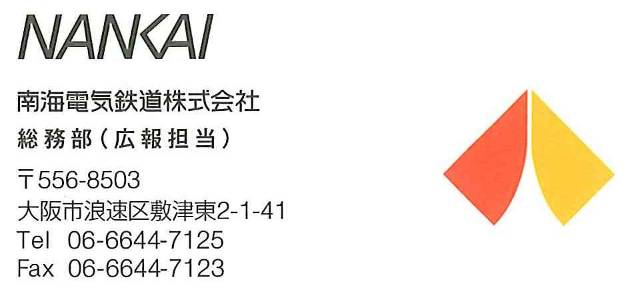 NANKAI
南海電気鉄道株式会社
総務部(広報担当)
〒556-8503
大阪市浪速区敷津東2-1-41
Tel 06-6644-7125
Fax 06-6644-7123